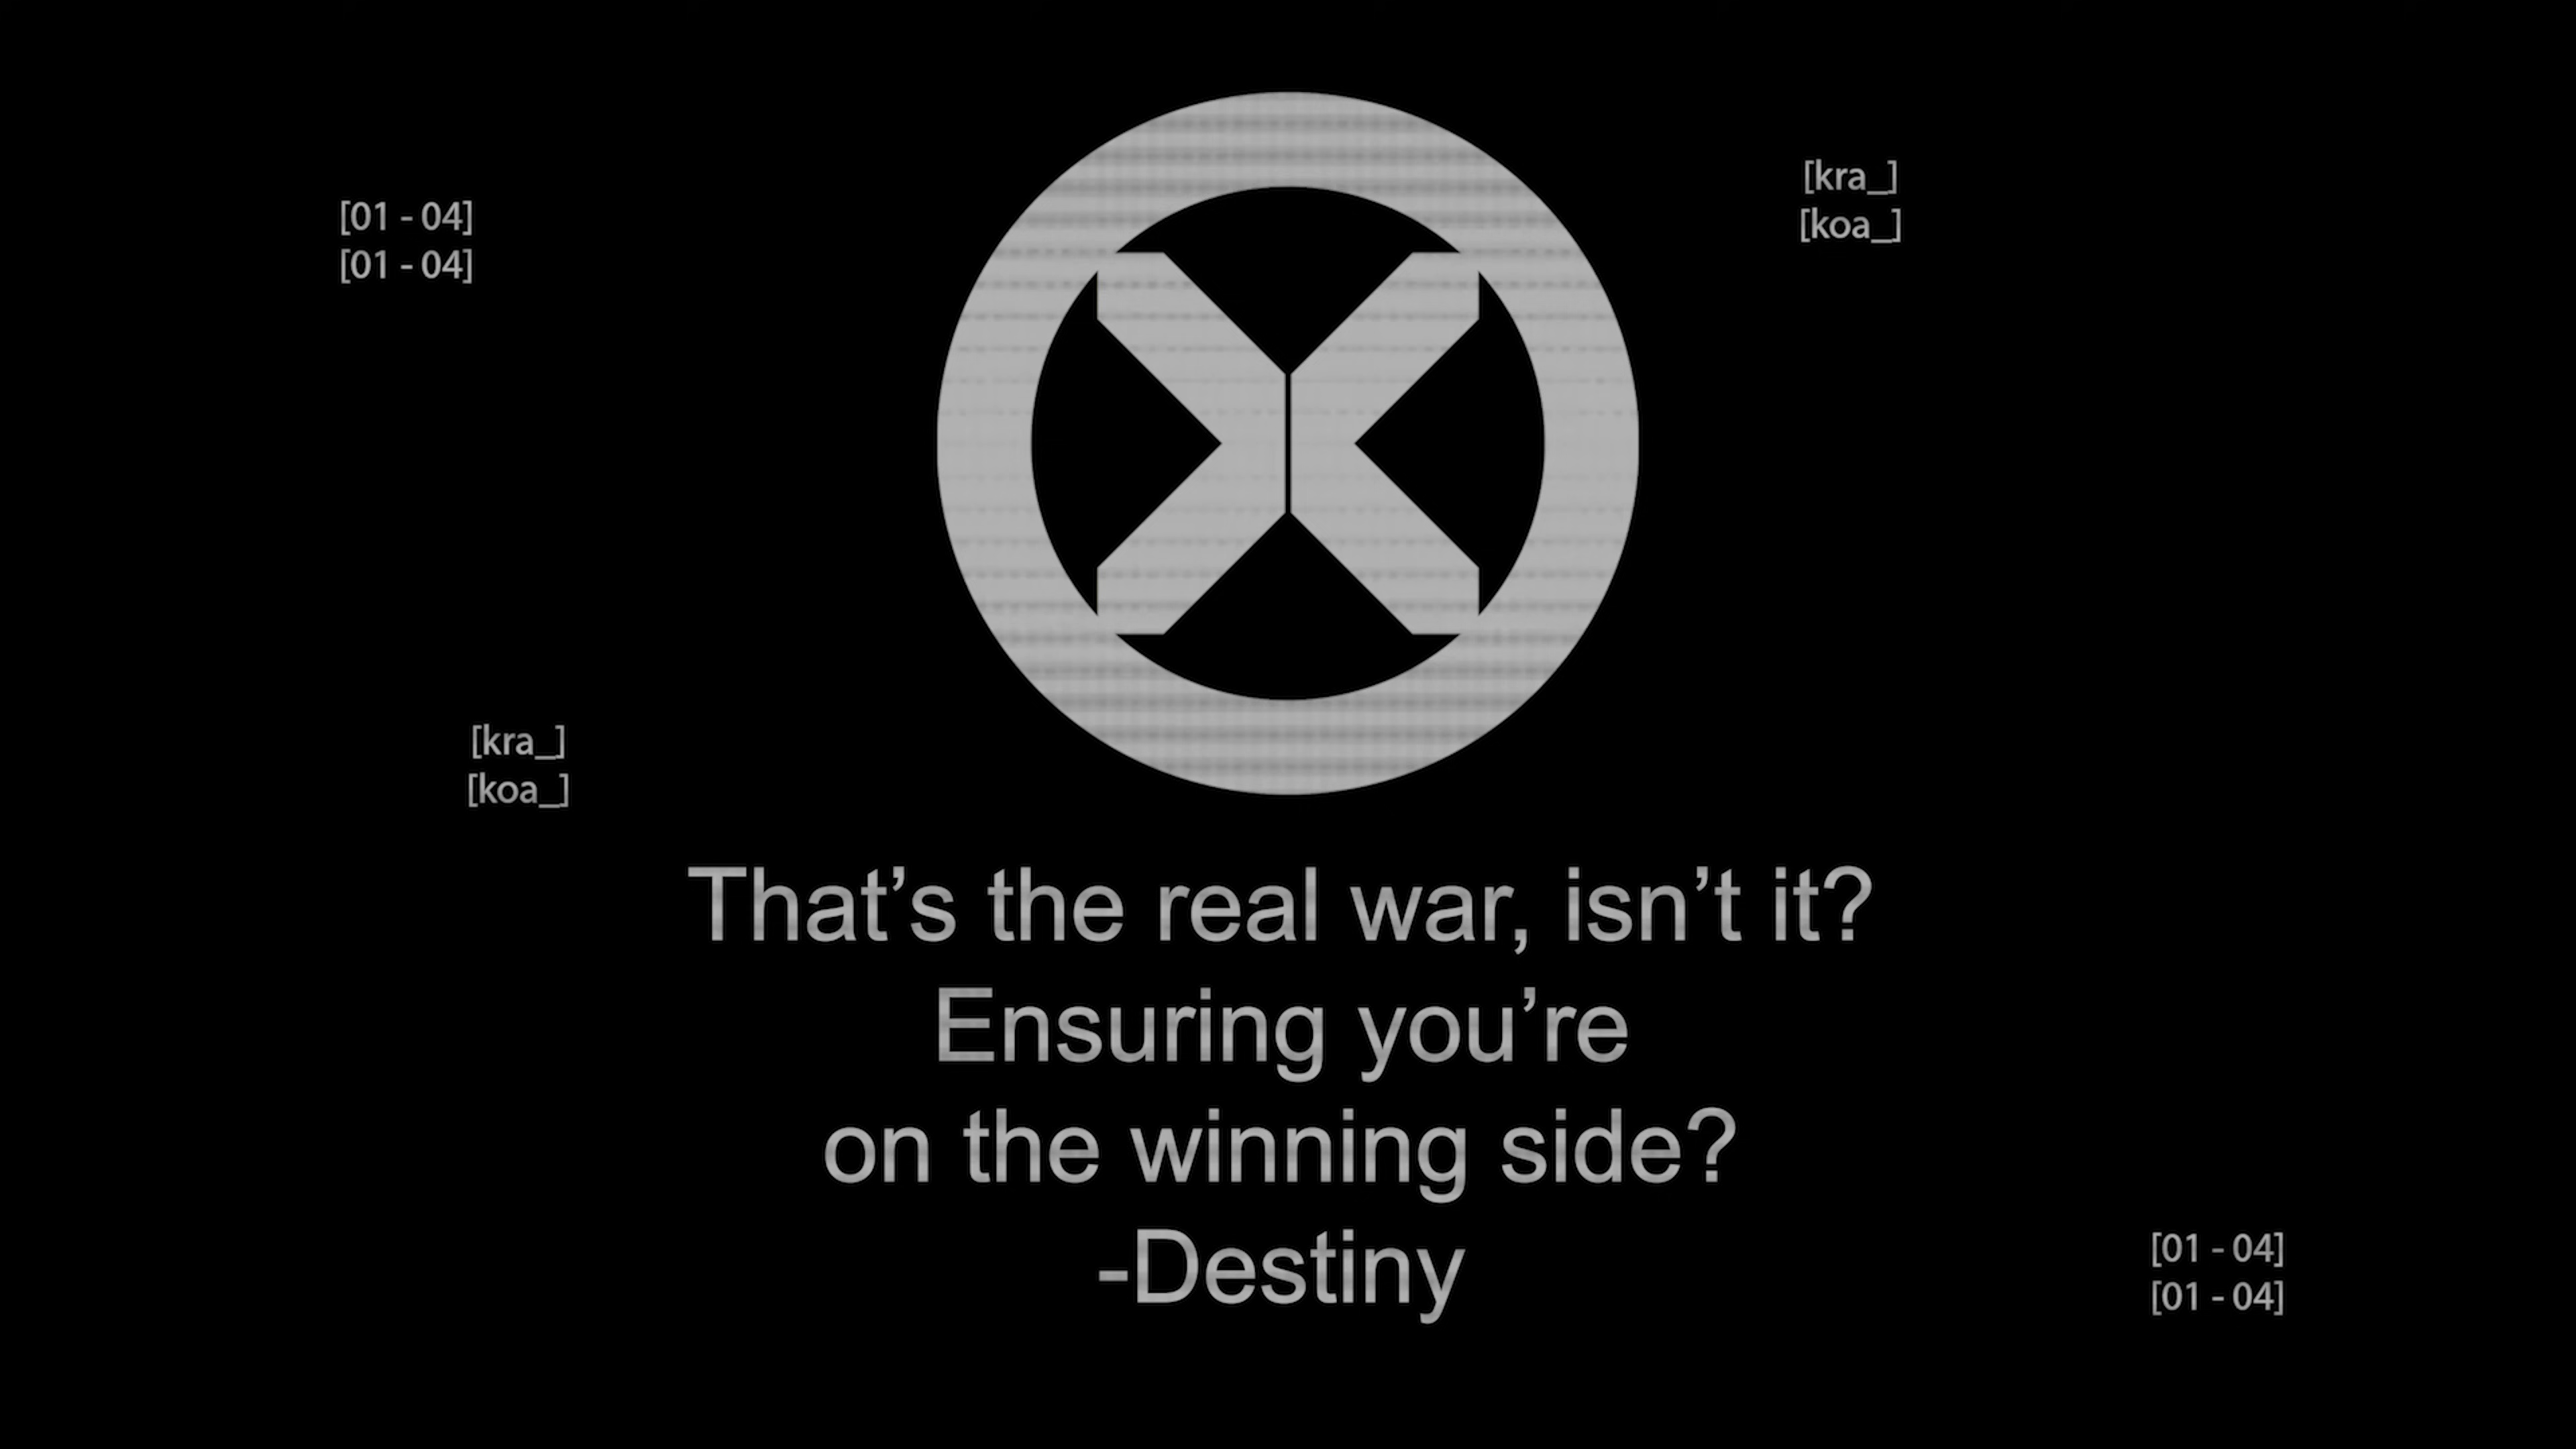 [kra_]
[koa_]
[01 - 04]
[01 - 04]
[kra_]
[koa_]
That’s the real war, isn’t it?
Ensuring you’re
on the winning side?
-Destiny
[01 - 04]
[01 - 04]